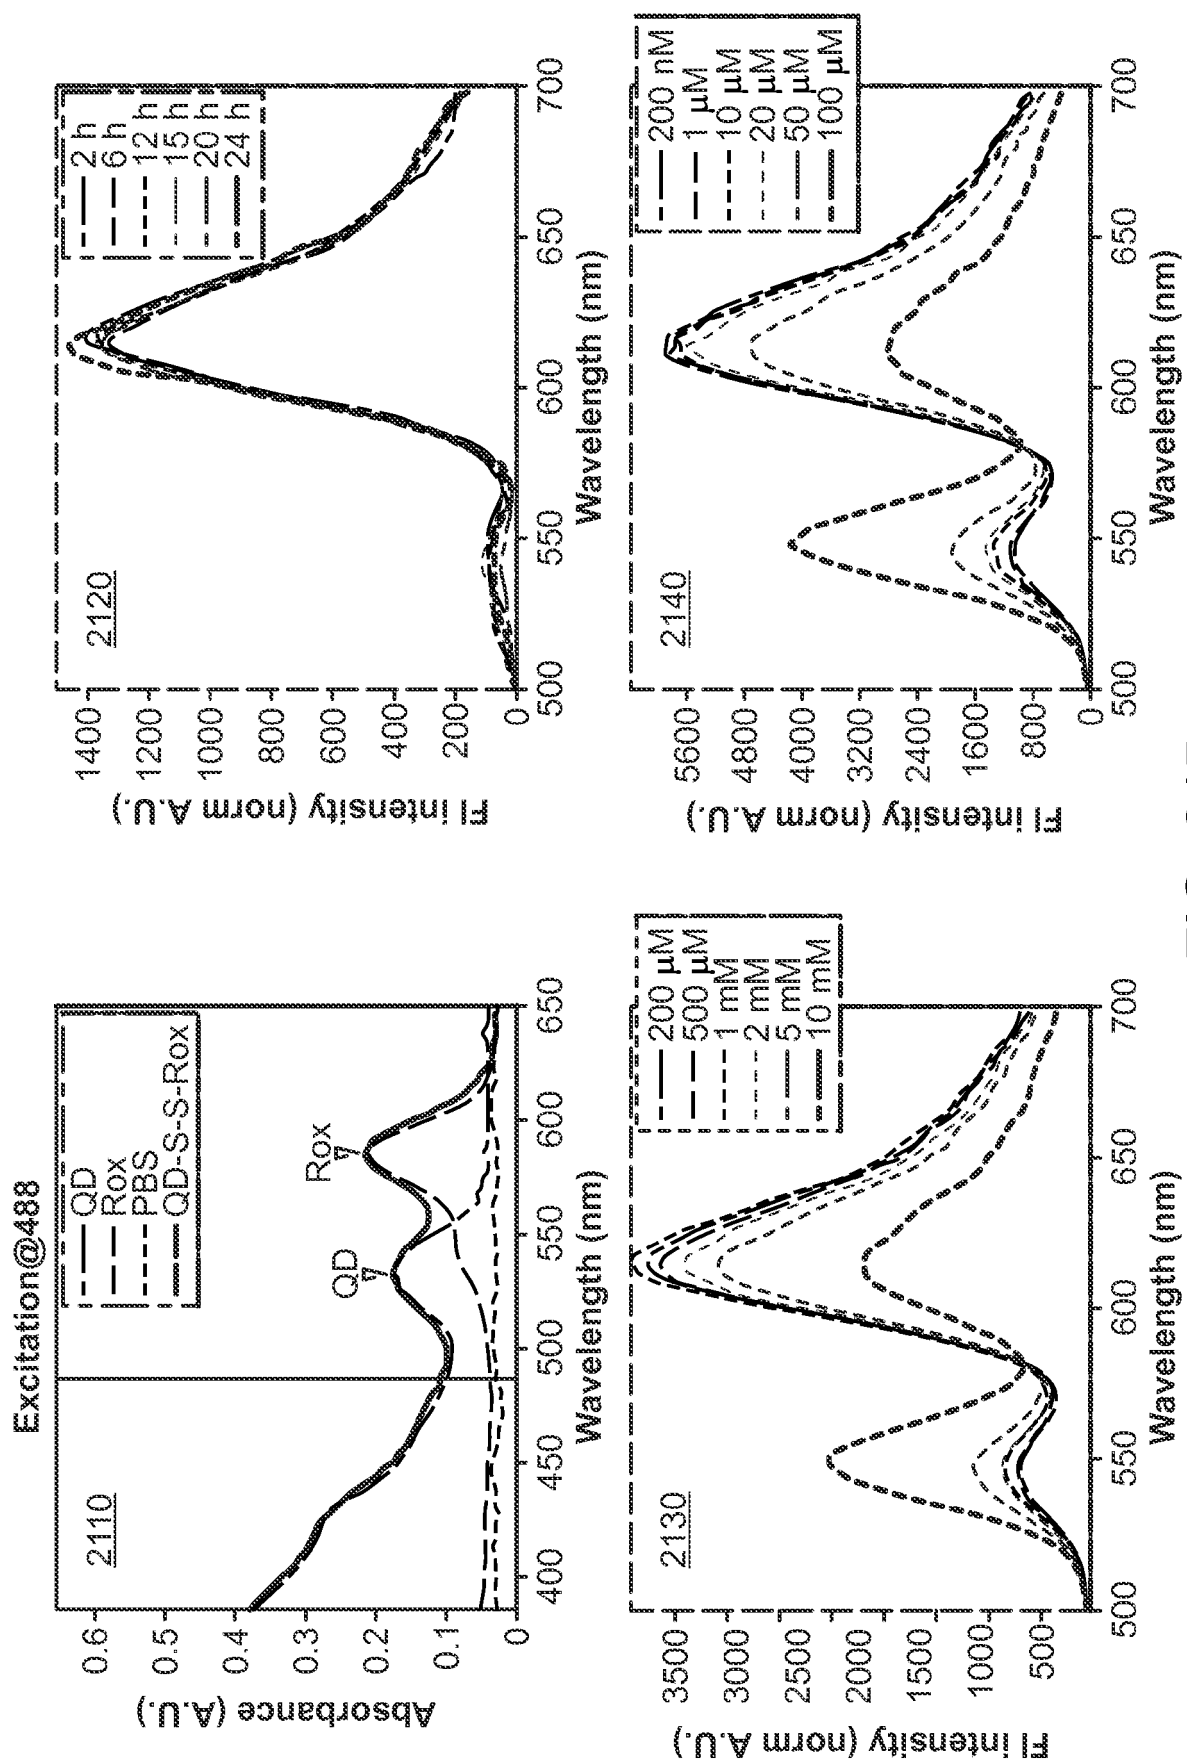 Excitation@488
2110
QD
Rox
PBS
QD-S-S-Rox
QD
Rox
Absorbance (A.U.)
0.6
0.5
0.4
0.3
0.2
0.1
0
400
450
500
550
600
650
Wavelength (nm)
2120
2 h
6 h
12 h
15 h
20 h
24 h
Fl intensity (norm A.U.)
1400
1200
1000
800
600
400
200
0
500
550
600
650
700
Wavelength (nm)
2130
200 μM
500 μM
1 mM
2 mM
5 mM
10 mM
Fl intensity (norm A.U.)
3500
3000
2500
2000
1500
1000
500
500
550
600
650
700
Wavelength (nm)
2140
200 nM
1 μM
10 μM
20 μM
50 μM
100 μM
Fl intensity (norm A.U.)
5600
4800
4000
3200
2400
1600
800
0
500
550
600
650
700
Wavelength (nm)